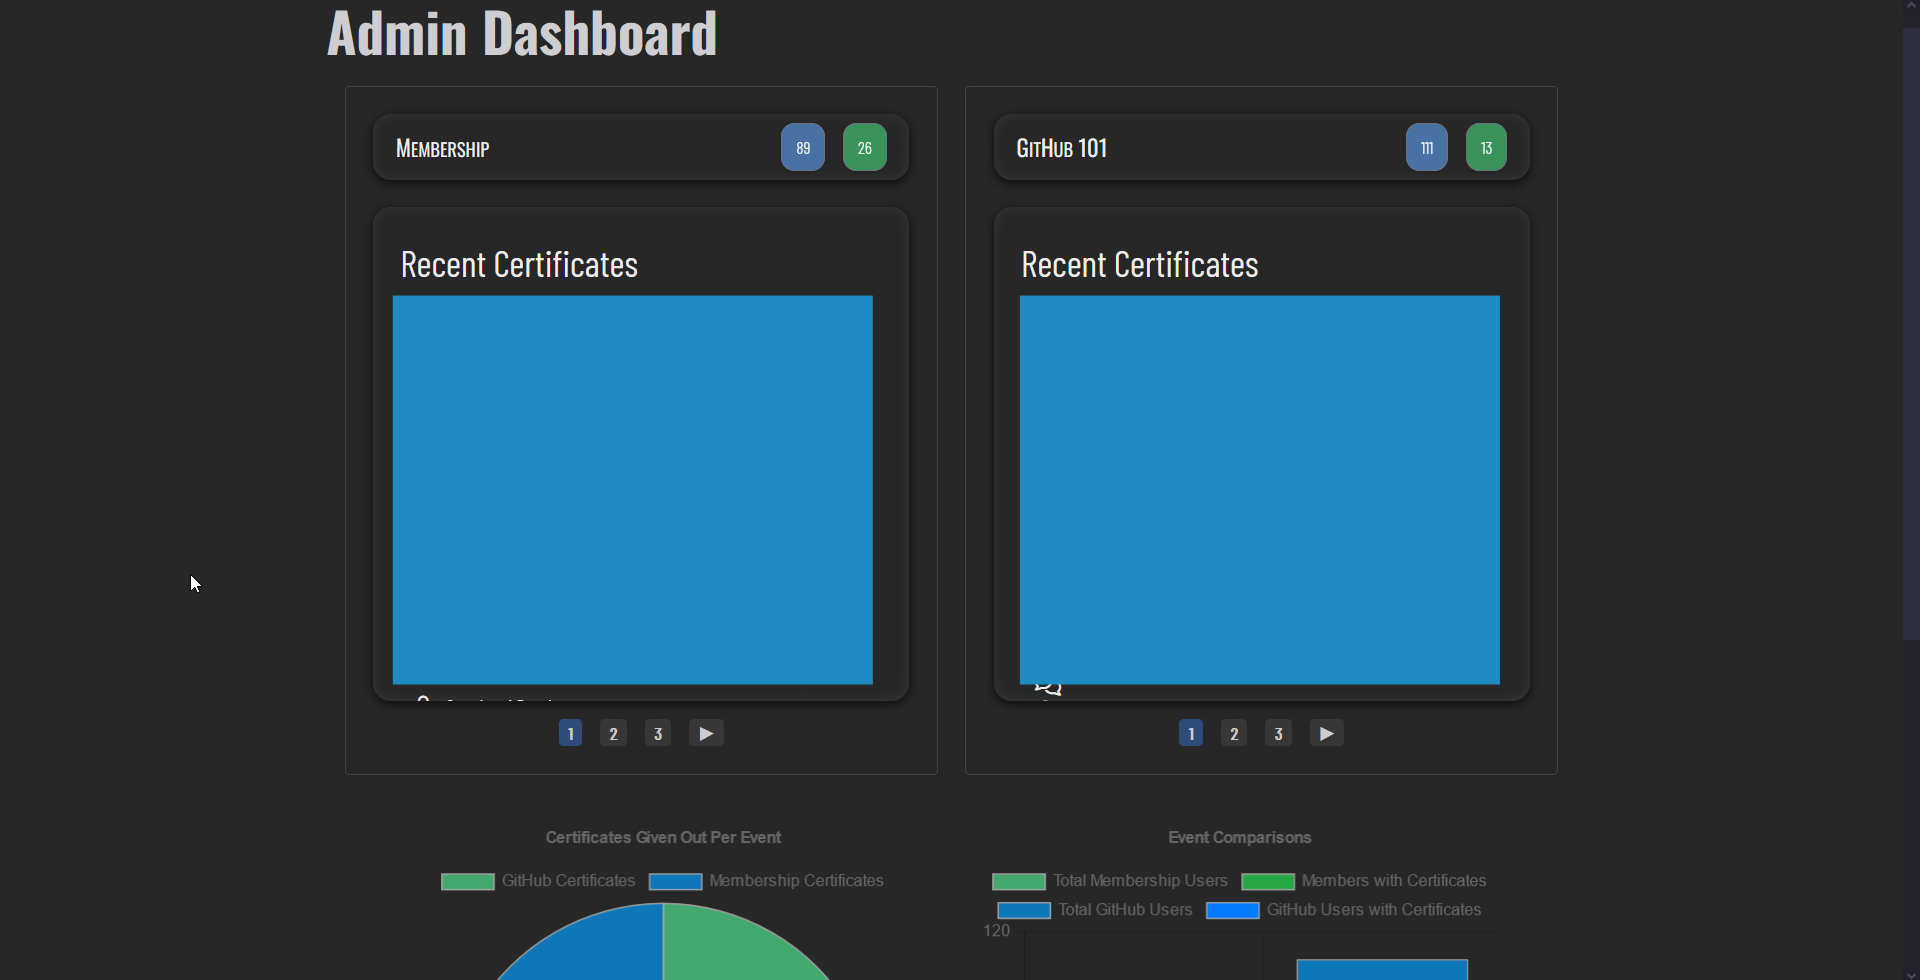 Admin Dashboard
Membership 89 26
Recent Certificates
1 2 3 ▶
GitHub 101 111 13
Recent Certificates
1 2 3 ▶
Certificates Given Out Per Event
GitHub Certificates Membership Certificates
Event Comparisons
Total Membership Users Members with Certificates
Total GitHub Users GitHub Users with Certificates
120